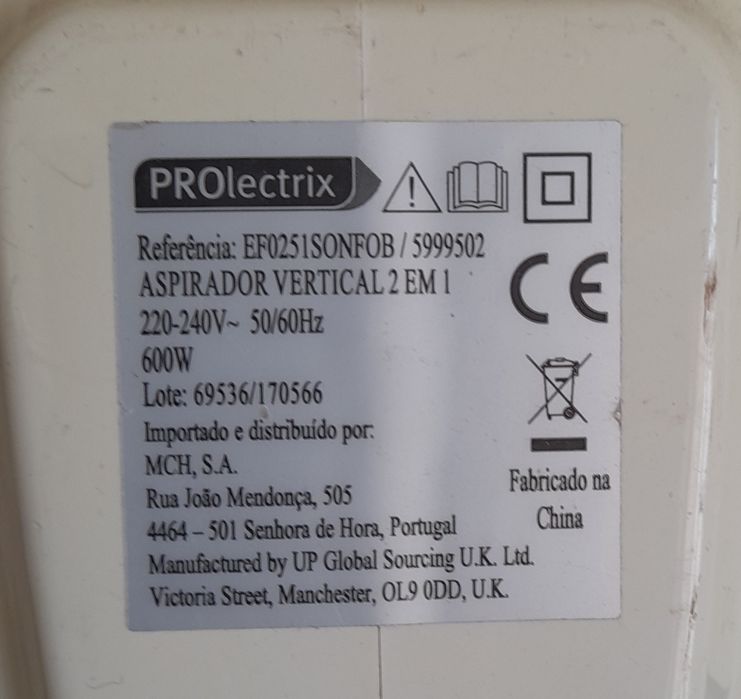 PROlectrix
Referência: EF0251SONFOB / 5999502
ASPIRADOR VERTICAL 2 EM 1
220-240V~ 50/60Hz
600W
Lote: 69536/170566
Importado e distribuído por:
MCH, S.A.
Rua João Mendonça, 505
4464 – 501 Senhora de Hora, Portugal
Manufactured by UP Global Sourcing U.K. Ltd.
Victoria Street, Manchester, OL9 0DD, U.K.
CE
Fabricado na
China